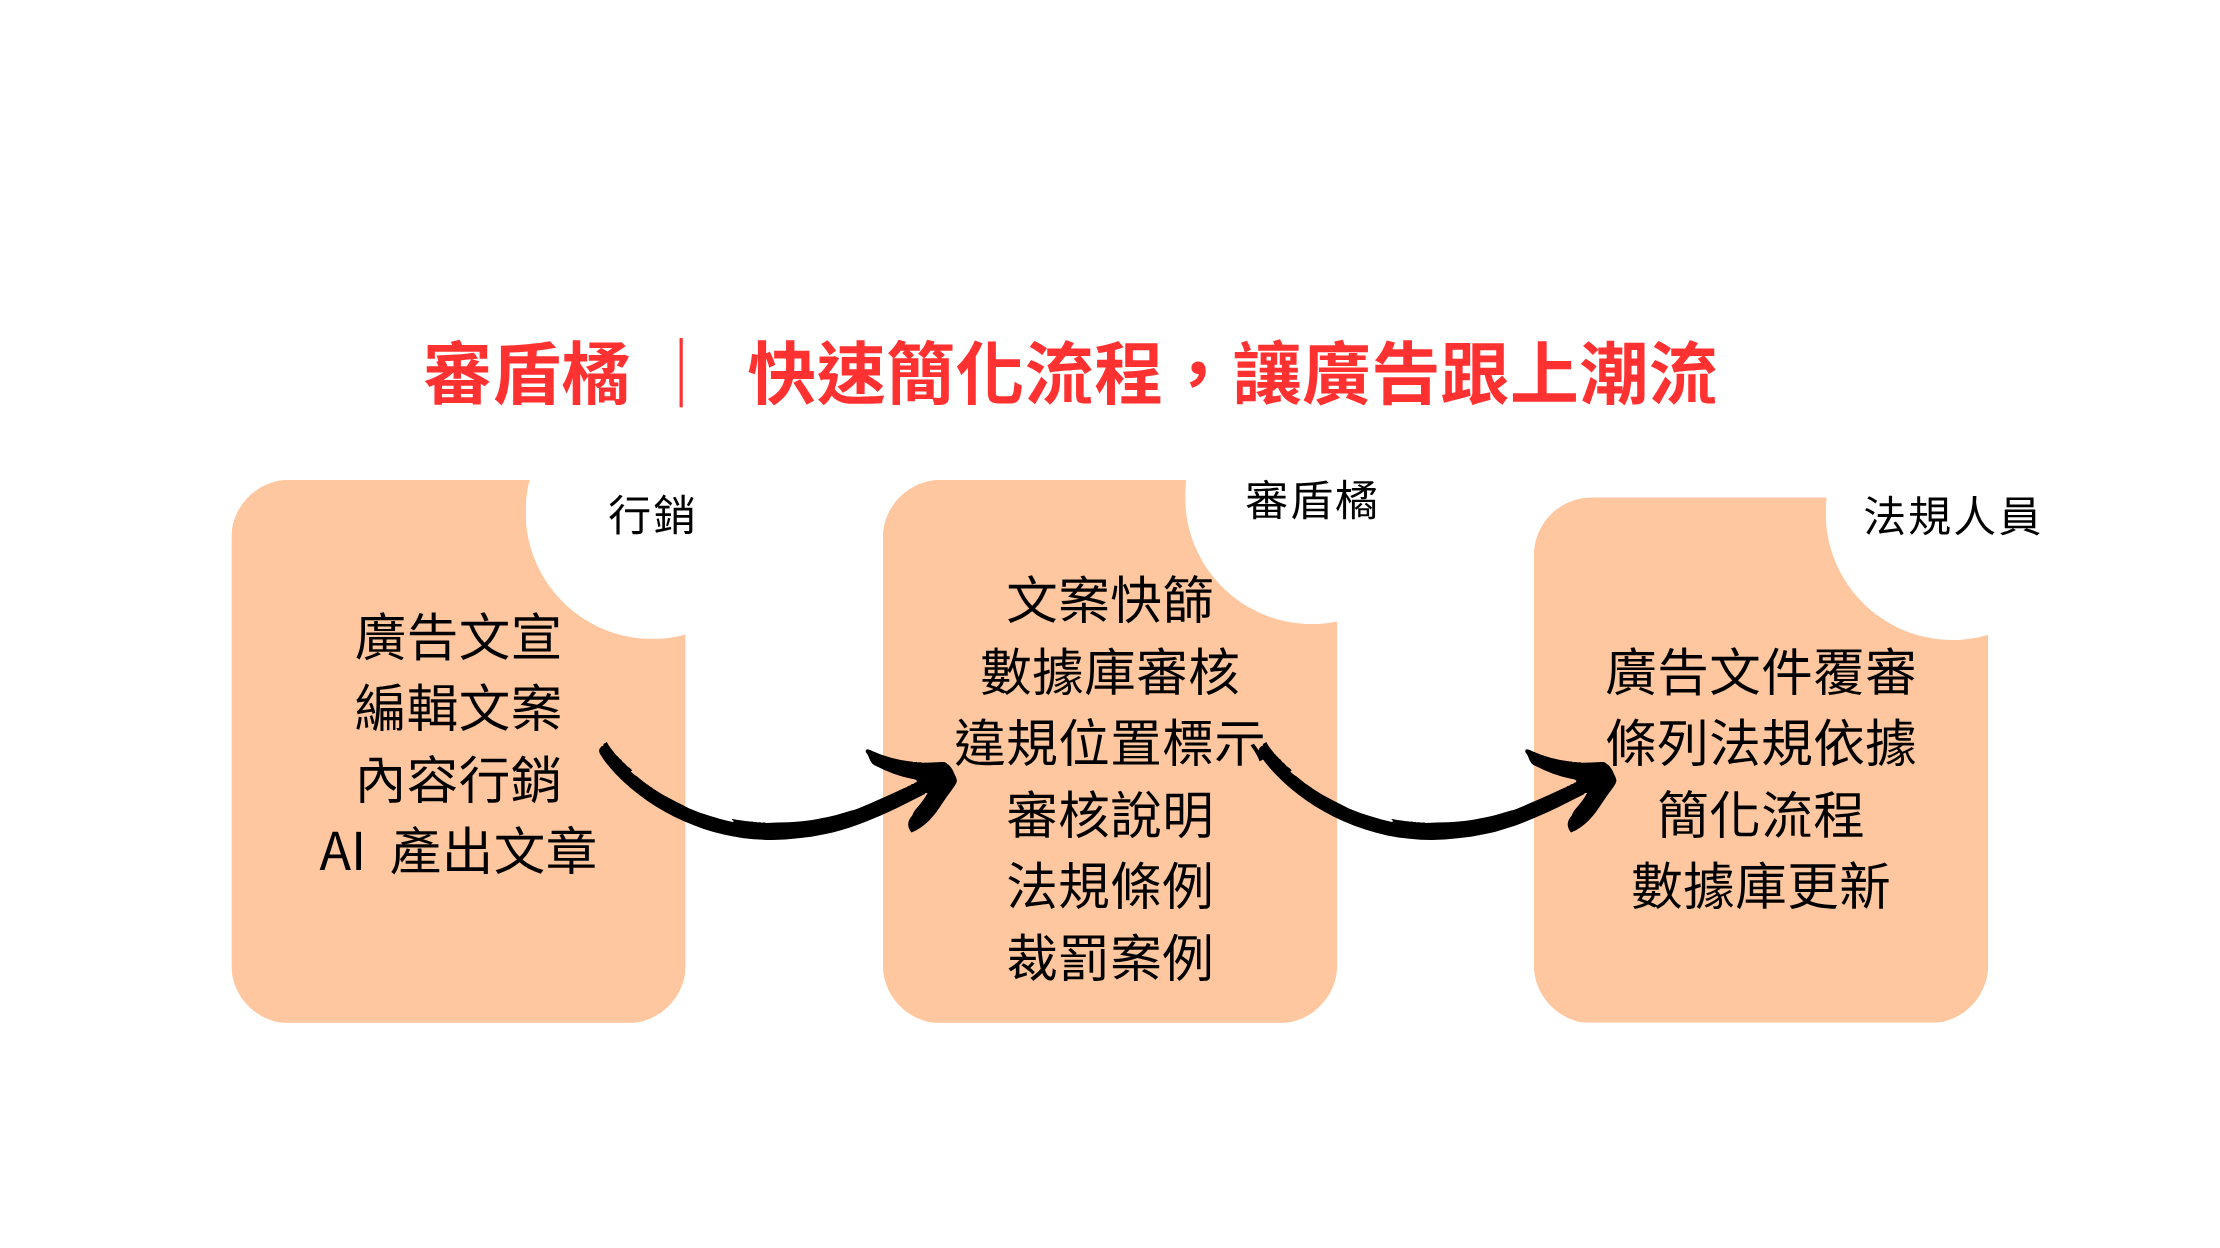 審盾橘｜ 快速簡化流程，讓廣告跟上潮流
行銷
廣告文宣
編輯文案
內容行銷
AI 產出文章
審盾橘
文案快篩
數據庫審核
違規位置標示
審核說明
法規條例
裁罰案例
法規人員
廣告文件覆審
條列法規依據
簡化流程
數據庫更新